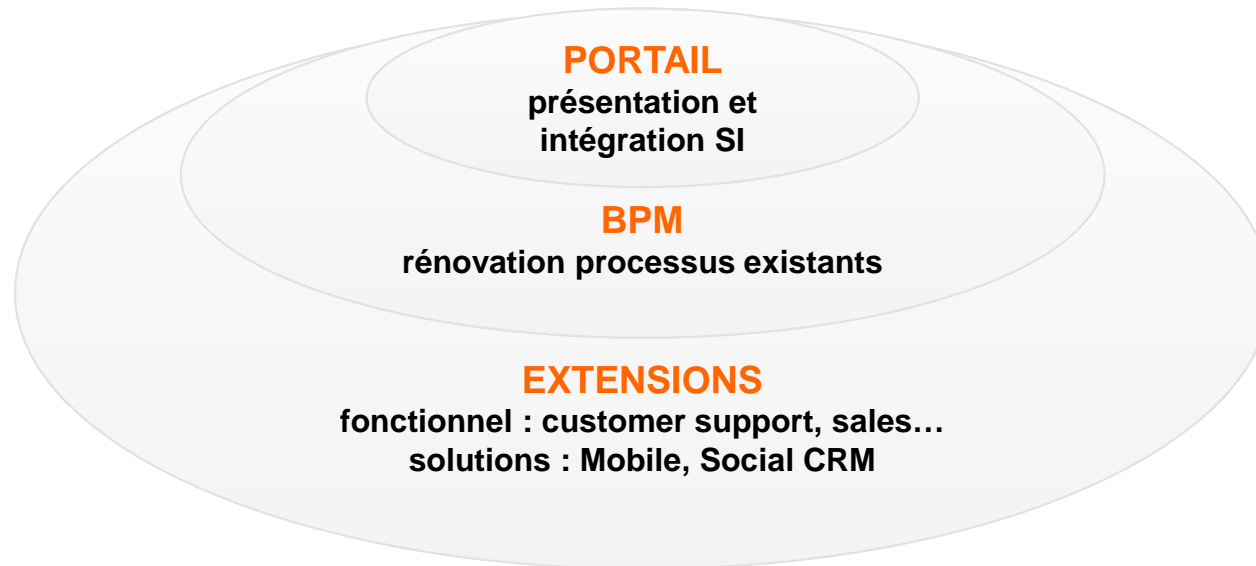 PORTAIL
présentation et
intégration SI
BPM
rénovation processus existants
EXTENSIONS
fonctionnel : customer support, sales…
solutions : Mobile, Social CRM